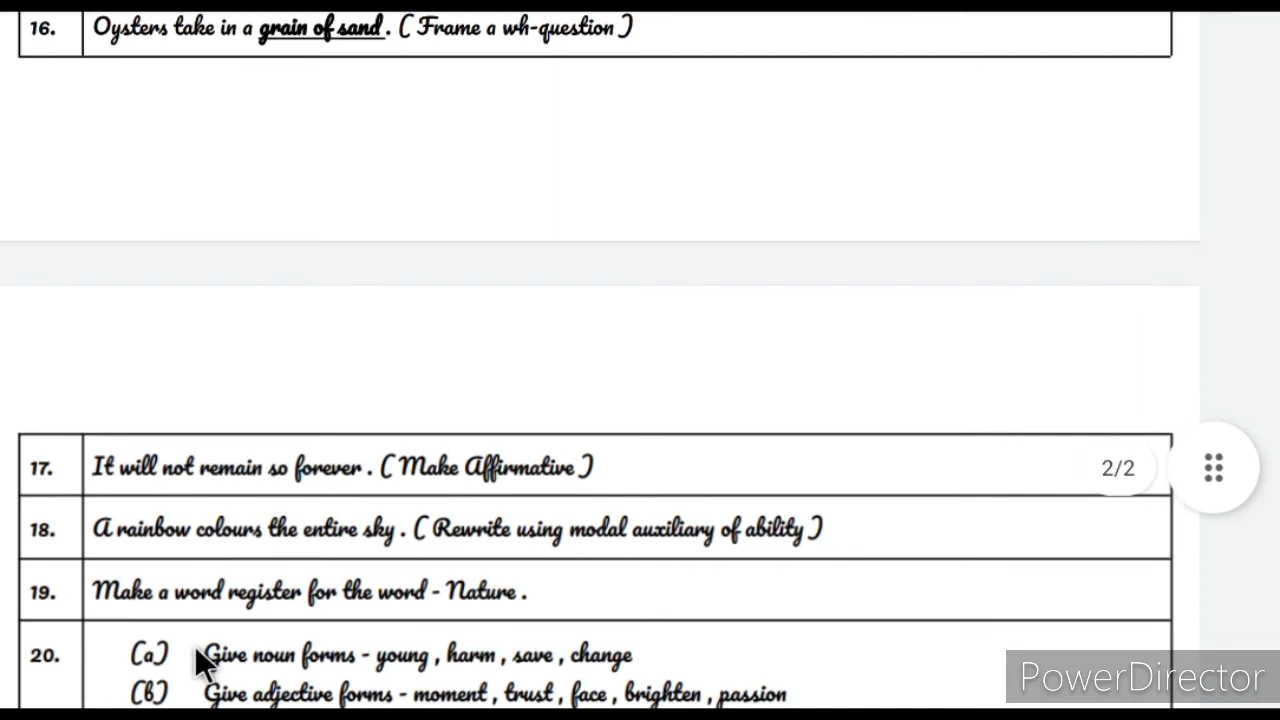 16. Oysters take in a grain of sand . ( Frame a wh-question )
17. It will not remain so forever . ( Make Affirmative )
2/2
18. A rainbow colours the entire sky . ( Rewrite using modal auxiliary of ability )
19. Make a word register for the word - Nature .
20. (a) Give noun forms - young , harm , save , change
(b) Give adjective forms - moment , trust , face , brighten , passion
PowerDirector